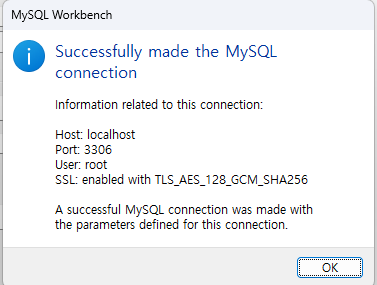 MySQL Workbench
Successfully made the MySQL
connection
Information related to this connection:
Host: localhost
Port: 3306
User: root
SSL: enabled with TLS_AES_128_GCM_SHA256
A successful MySQL connection was made with
the parameters defined for this connection.
OK